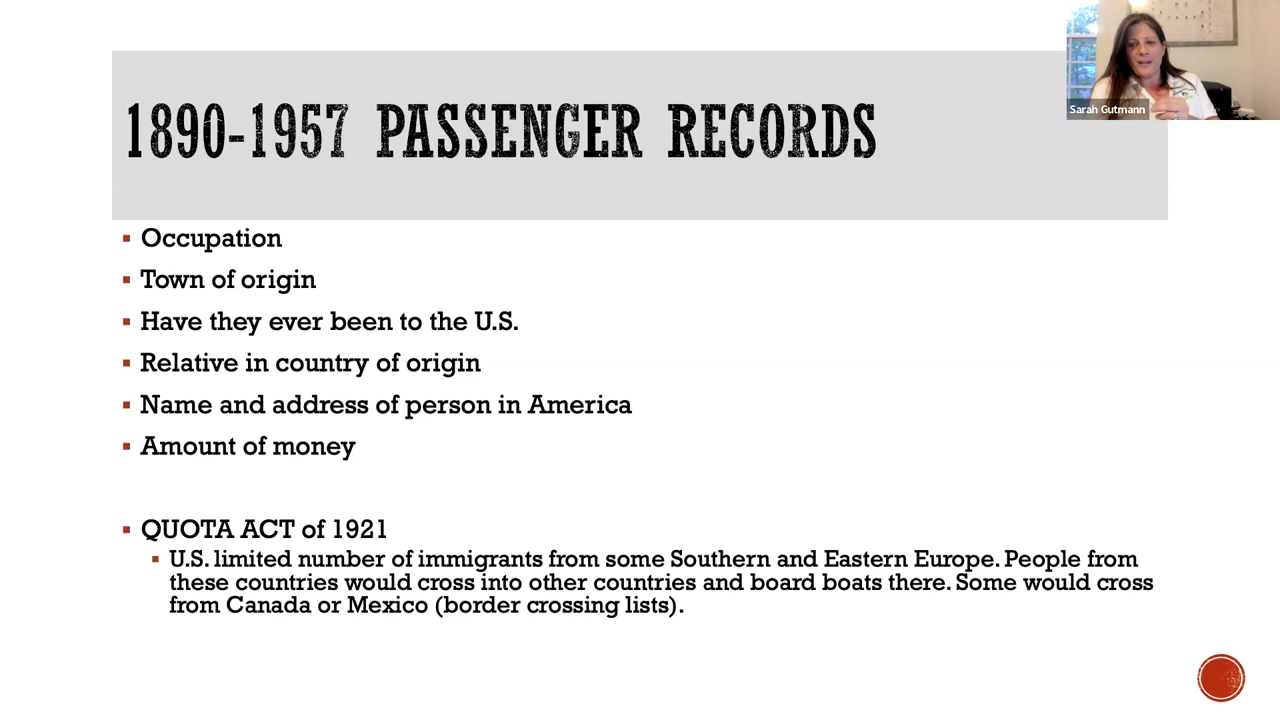 1890-1957 PASSENGER RECORDS
Sarah Gutmann
Occupation
Town of origin
Have they ever been to the U.S.
Relative in country of origin
Name and address of person in America
Amount of money
QUOTA ACT of 1921
U.S. limited number of immigrants from some Southern and Eastern Europe. People from
these countries would cross into other countries and board boats there. Some would cross
from Canada or Mexico (border crossing lists).